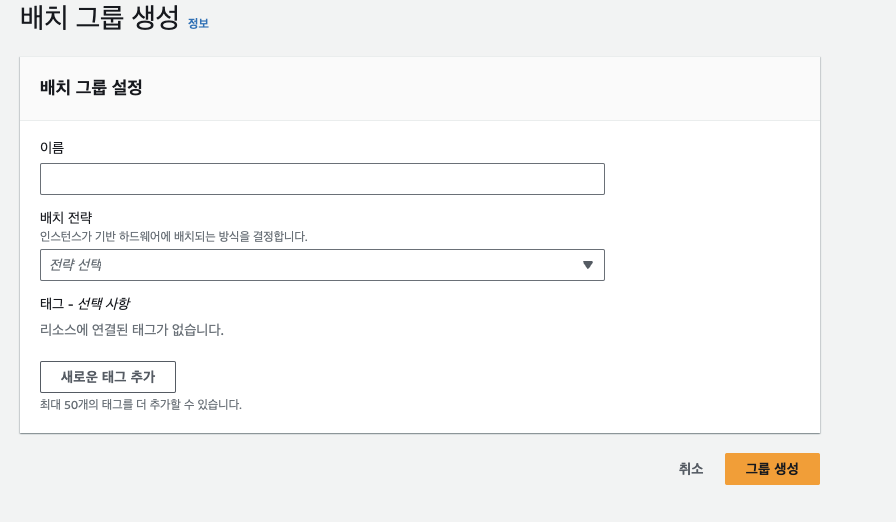 배치 그룹 생성 정보
배치 그룹 설정
이름
배치 전략
인스턴스가 기반 하드웨어에 배치되는 방식을 결정합니다.
전략 선택
태그 - 선택 사항
리소스에 연결된 태그가 없습니다.
새로운 태그 추가
최대 50개의 태그를 더 추가할 수 있습니다.
취소 그룹 생성